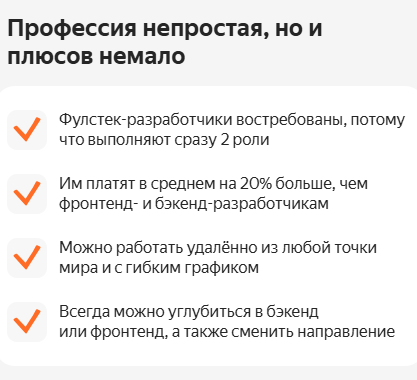 Профессия непростая, но и
плюсов немало
Фулстек-разработчики востребованы, потому
что выполняют сразу 2 роли
Им платят в среднем на 20% больше, чем
фронтенд- и бэкенд-разработчикам
Можно работать удалённо из любой точки
мира и с гибким графиком
Всегда можно углубиться в бэкенд
или фронтенд, а также сменить направление